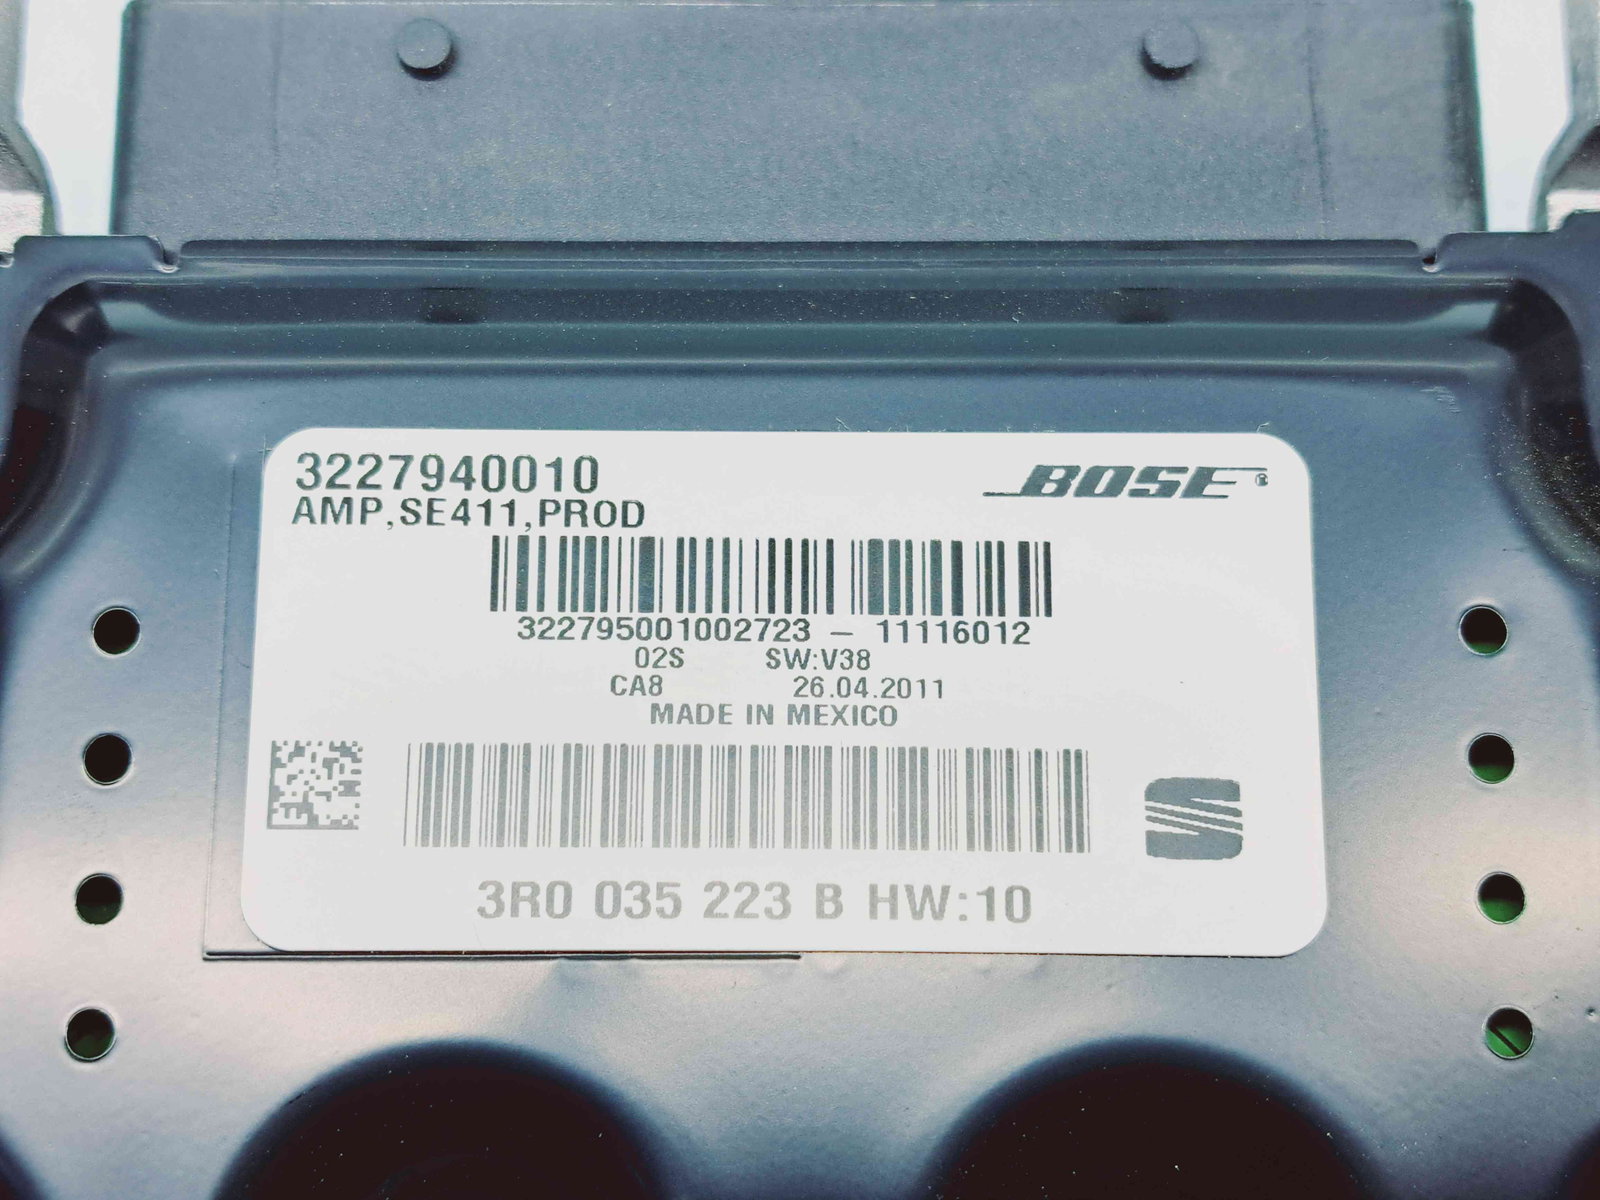 3227940010
BOSE®
AMP,SE411,PROD
322795001002723 – 11116012
02S SW:V38
CA8 26.04.2011
MADE IN MEXICO
3R0 035 223 B HW:10